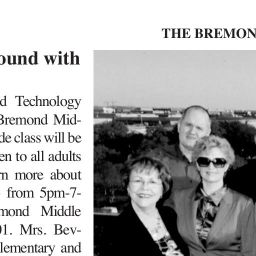 THE BREMON
ound with
d Technology
Bremond Mid-
de class will be
en to all adults
rn more about
from 5pm-7-
mond Middle
01. Mrs. Bev-
lementary and